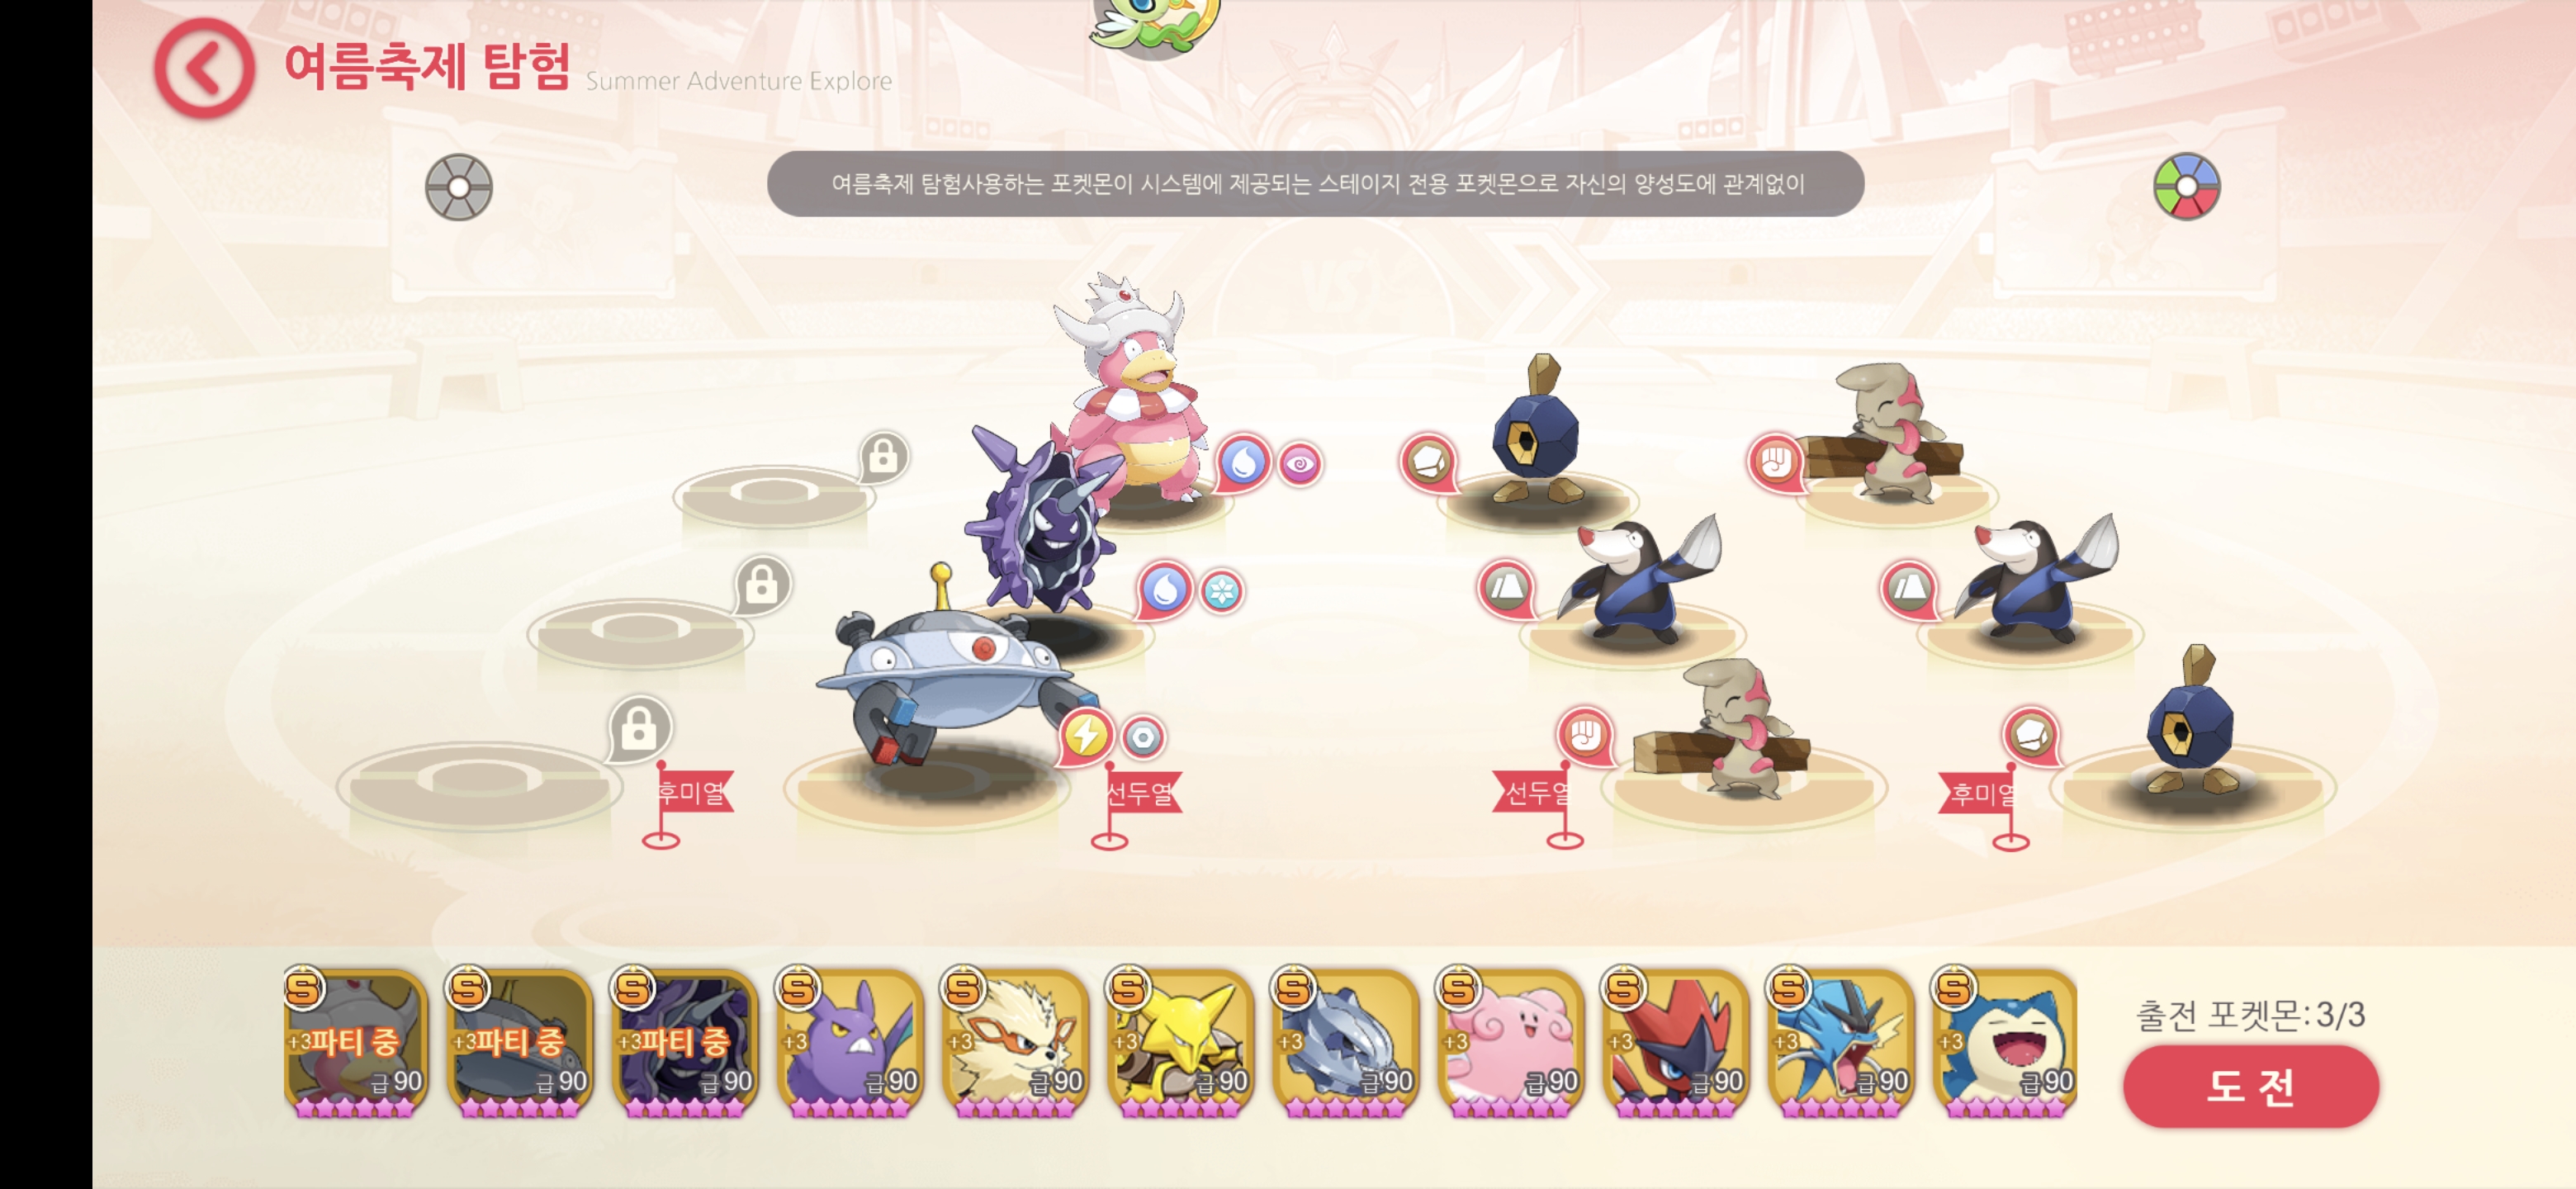 여름축제 탐험 Summer Adventure Explore
여름축제 탐험사용하는 포켓몬이 시스템에 제공되는 스테이지 전용 포켓몬으로 자신의 양성도에 관계없이
VS
후미열
선두열
선두열
후미열
S S S S S S S S S S S
+3파티 중 +3파티 중 +3파티 중 +3 +3 +3 +3 +3 +3 +3 +3
급90 급90 급90 급90 급90 급90 급90 급90 급90 급90 급90
출전 포켓몬: 3/3
도 전